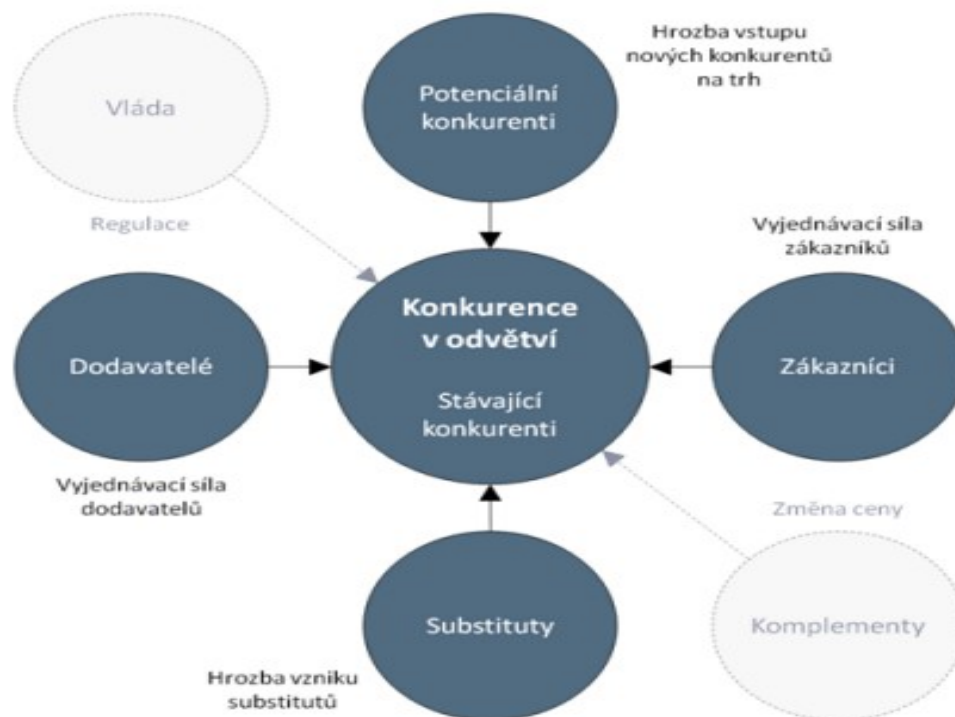 Hrozba vstupu
nových konkurentů
na trh
Potenciální
konkurenti
Vláda
Regulace
Vyjednávací síla
zákazníků
Konkurence
v odvětví
Stávající
konkurenti
Dodavatelé
Zákazníci
Vyjednávací síla
dodavatelů
Změna ceny
Substituty
Komplementy
Hrozba vzniku
substitutů